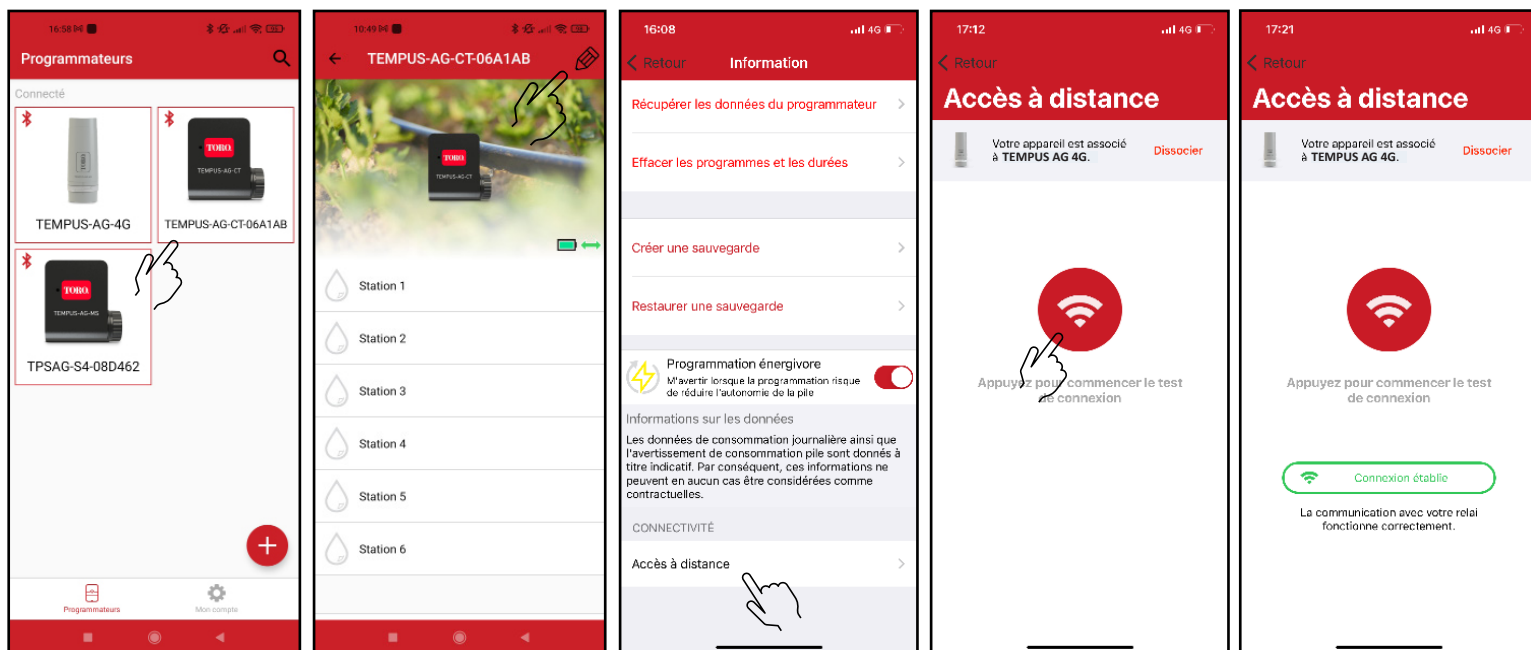 16:58
Programmateurs
Connecté
TORO
TEMPUS-AG-4G
TORO
TEMPUS-AG-CT
TEMPUS-AG-CT-06A1AB
TORO
TEMPUS-AG-MS
TPSAG-S4-08D462
Programmateurs
Mon compte
10:49
TEMPUS-AG-CT-06A1AB
TORO
TEMPUS-AG-CT
Station 1
Station 2
Station 3
Station 4
Station 5
Station 6
16:08
4G
Retour
Information
Récupérer les données du programmateur
Effacer les programmes et les durées
Créer une sauvegarde
Restaurer une sauvegarde
Programmation énergivore
M'avertir lorsque la programmation risque
de réduire l'autonomie de la pile
Informations sur les données
Les données de consommation journalière ainsi que
l'avertissement de consommation pile sont donnés à
titre indicatif. Par conséquent, ces informations ne
peuvent en aucun cas être considérées comme
contractuelles.
CONNECTIVITÉ
Accès à distance
17:12
4G
Retour
Accès à distance
Votre appareil est associé
à TEMPUS AG 4G.
Dissocier
Appuyez pour commencer le test
de connexion
17:21
4G
Retour
Accès à distance
Votre appareil est associé
à TEMPUS AG 4G.
Dissocier
Appuyez pour commencer le test
de connexion
Connexion établie
La communication avec votre relai
fonctionne correctement.